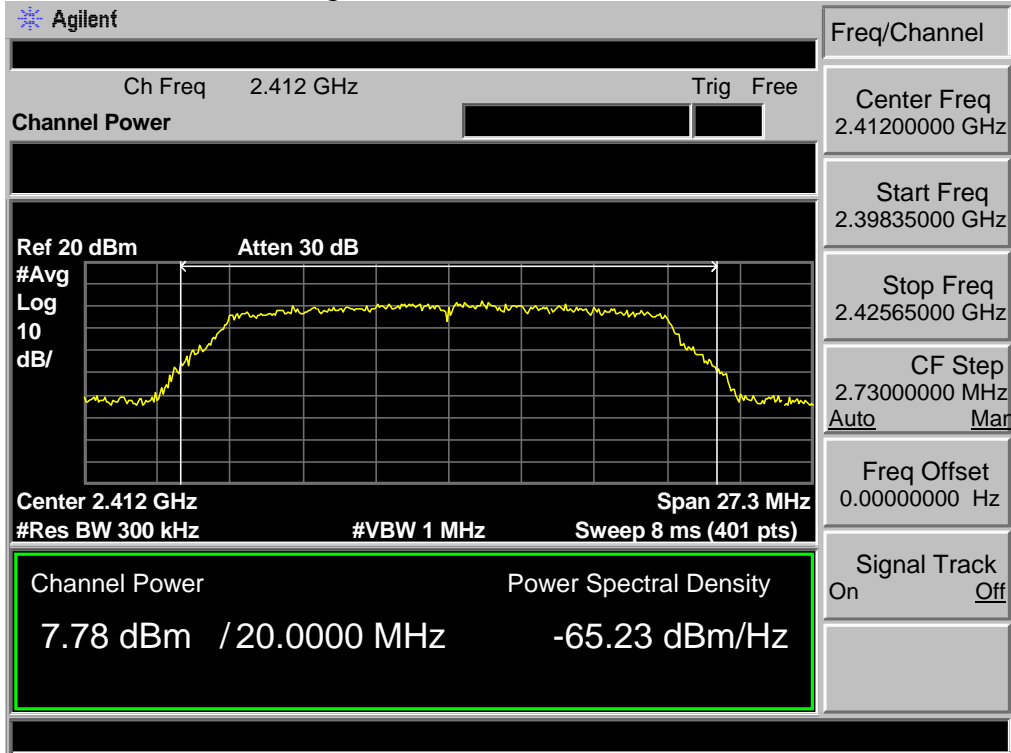 Agilent
Freq/Channel
Ch Freq 2.412 GHz Trig Free
Channel Power
Center Freq
2.41200000 GHz
Start Freq
2.39835000 GHz
Stop Freq
2.42565000 GHz
CF Step
2.73000000 MHz
Auto Man
Freq Offset
0.00000000 Hz
Signal Track
On Off
Ref 20 dBm Atten 30 dB
#Avg
Log
10
dB/
Center 2.412 GHz Span 27.3 MHz
#Res BW 300 kHz #VBW 1 MHz Sweep 8 ms (401 pts)
Channel Power Power Spectral Density
7.78 dBm / 20.0000 MHz -65.23 dBm/Hz